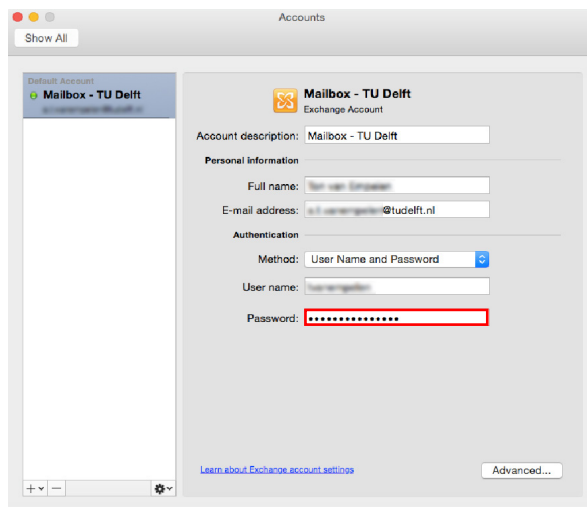 Accounts
Show All
Default Account
Mailbox - TU Delft
Mailbox - TU Delft
Exchange Account
Account description: Mailbox - TU Delft
Personal information
Full name:
E-mail address: @tudelft.nl
Authentication
Method: User Name and Password
User name:
Password: •••••••••••••••
Learn about Exchange account settings
Advanced...